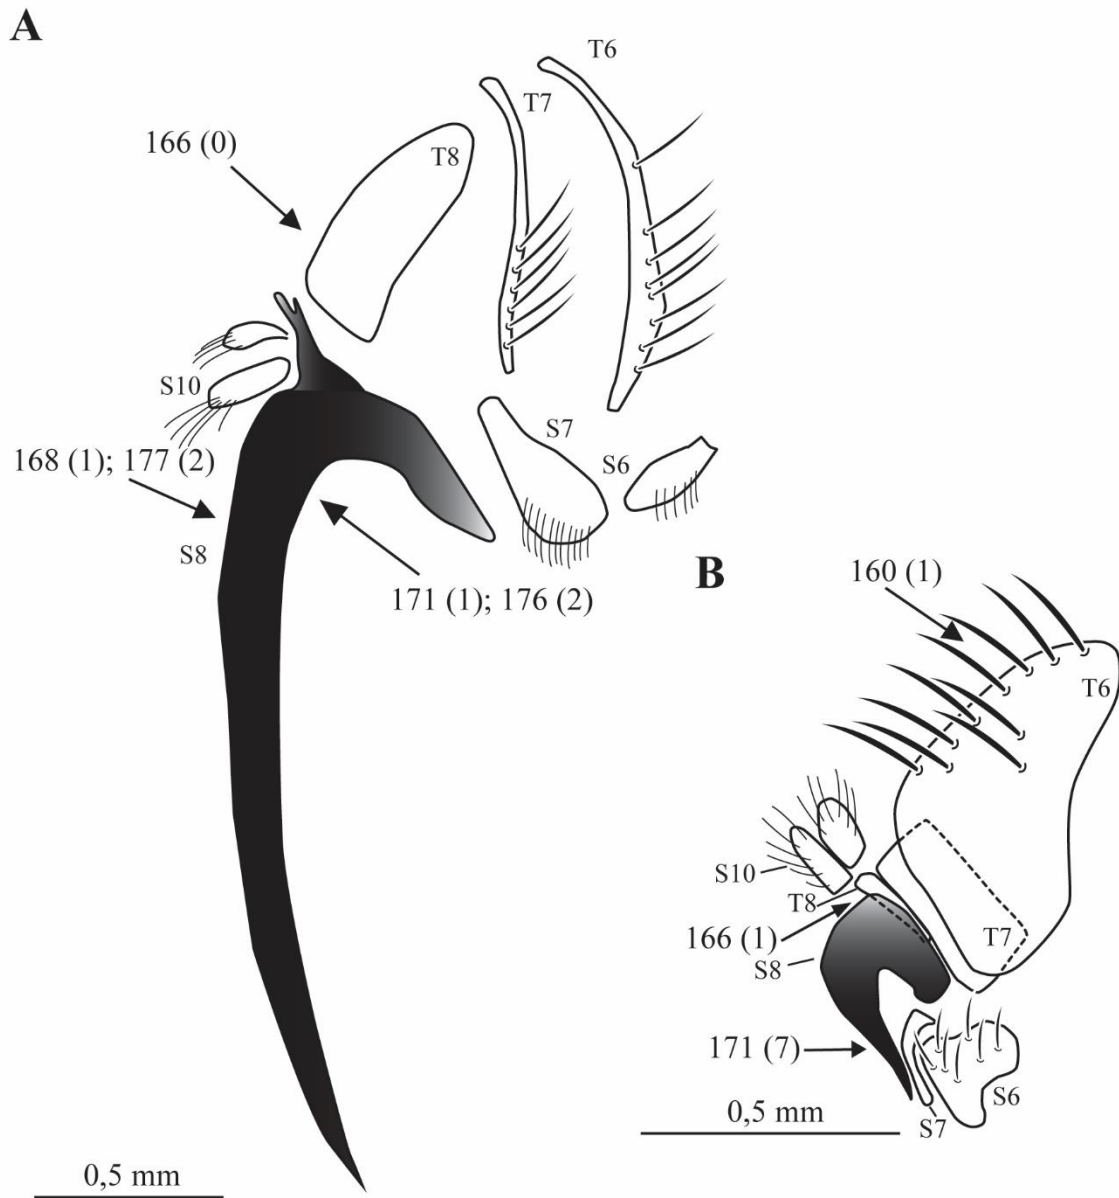 A
T6
T7
166 (0)
T8
S10
S7
S6
168 (1); 177 (2)
S8
171 (1); 176 (2)
0,5 mm
B
160 (1)
T6
S10
T8
T7
166 (1)
S8
171 (7)
S6
S7
0,5 mm